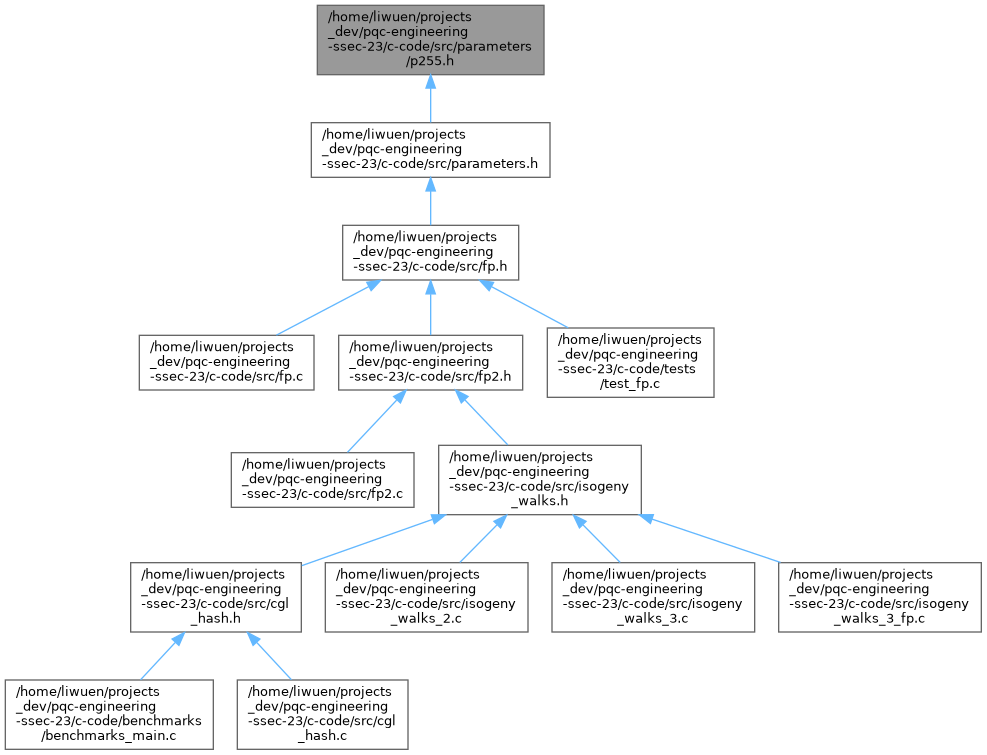 /home/liwuen/projects
_dev/pqc-engineering
-ssec-23/c-code/src/parameters
/p255.h
/home/liwuen/projects
_dev/pqc-engineering
-ssec-23/c-code/src/parameters.h
/home/liwuen/projects
_dev/pqc-engineering
-ssec-23/c-code/src/fp.h
/home/liwuen/projects
_dev/pqc-engineering
-ssec-23/c-code/src/fp.c
/home/liwuen/projects
_dev/pqc-engineering
-ssec-23/c-code/src/fp2.h
/home/liwuen/projects
_dev/pqc-engineering
-ssec-23/c-code/tests
/test_fp.c
/home/liwuen/projects
_dev/pqc-engineering
-ssec-23/c-code/src/fp2.c
/home/liwuen/projects
_dev/pqc-engineering
-ssec-23/c-code/src/isogeny
_walks.h
/home/liwuen/projects
_dev/pqc-engineering
-ssec-23/c-code/src/cgl
_hash.h
/home/liwuen/projects
_dev/pqc-engineering
-ssec-23/c-code/src/isogeny
_walks_2.c
/home/liwuen/projects
_dev/pqc-engineering
-ssec-23/c-code/src/isogeny
_walks_3.c
/home/liwuen/projects
_dev/pqc-engineering
-ssec-23/c-code/src/isogeny
_walks_3_fp.c
/home/liwuen/projects
_dev/pqc-engineering
-ssec-23/c-code/benchmarks
/benchmarks_main.c
/home/liwuen/projects
_dev/pqc-engineering
-ssec-23/c-code/src/cgl
_hash.c